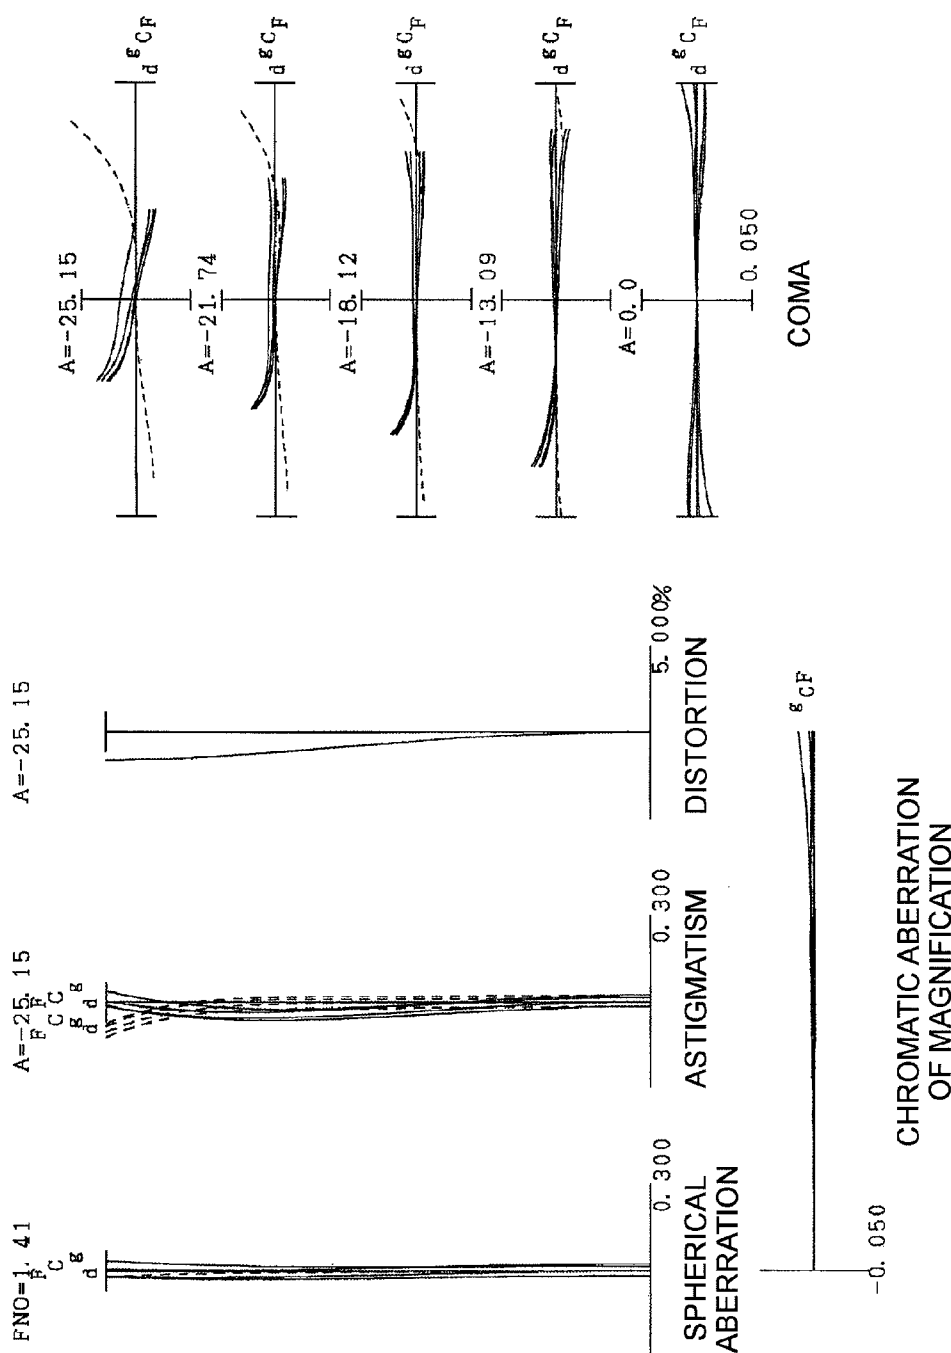 FNO=1. 41
F
C
g
d
0. 300
SPHERICAL
ABERRATION
A=-25. 15
F
F
C
C
g
g
d
d
0. 300
ASTIGMATISM
A=-25. 15
5. 000%
DISTORTION
A=-25. 15
d g C F
A=-21. 74
d g C F
A=-18. 12
d g C F
A=-13. 09
d g C F
A=0. 0
d g C F
0. 050
COMA
g C F
-0. 050
CHROMATIC ABERRATION
OF MAGNIFICATION